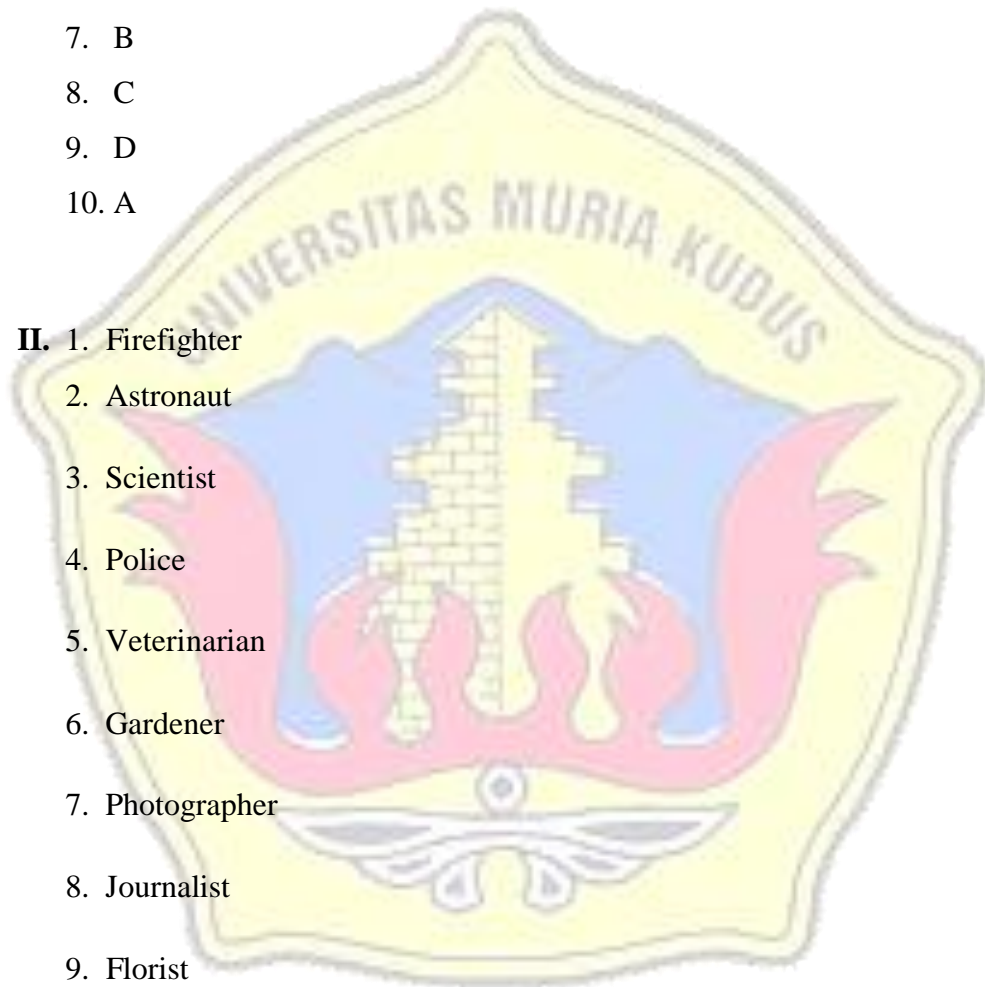 7. B
8. C
9. D
10. A
UNIVERSITAS MURIA KUDUS
II. 1. Firefighter
2. Astronaut
3. Scientist
4. Police
5. Veterinarian
6. Gardener
7. Photographer
8. Journalist
9. Florist